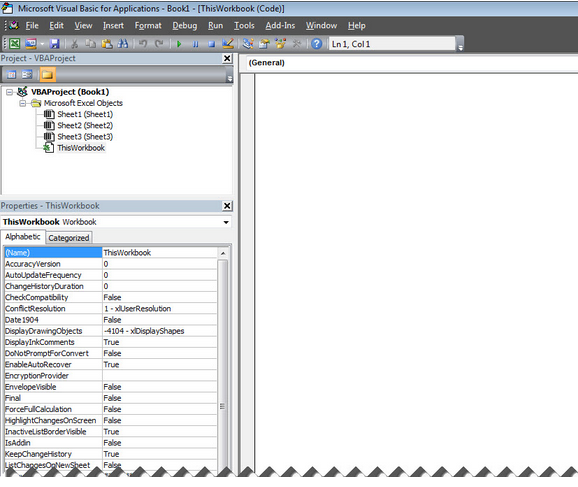 Microsoft Visual Basic for Applications - Book1 - [ThisWorkbook (Code)]
File Edit View Insert Format Debug Run Tools Add-Ins Window Help
Ln 1, Col 1
Project - VBAProject
(General)
VBAProject (Book1)
Microsoft Excel Objects
Sheet1 (Sheet1)
Sheet2 (Sheet2)
Sheet3 (Sheet3)
ThisWorkbook
Properties - ThisWorkbook
ThisWorkbook Workbook
Alphabetic Categorized
(Name) ThisWorkbook
AccuracyVersion 0
AutoUpdateFrequency 0
ChangeHistoryDuration 0
CheckCompatibility False
ConflictResolution 1 - xlUserResolution
Date1904 False
DisplayDrawingObjects -4104 - xlDisplayShapes
DisplayInkComments True
DoNotPromptForConvert False
EnableAutoRecover True
EncryptionProvider
EnvelopeVisible False
Final False
ForceFullCalculation False
HighlightChangesOnScreen False
InactiveListBorderVisible True
IsAddin False
KeepChangeHistory True
ListChangesOnNewSheet False